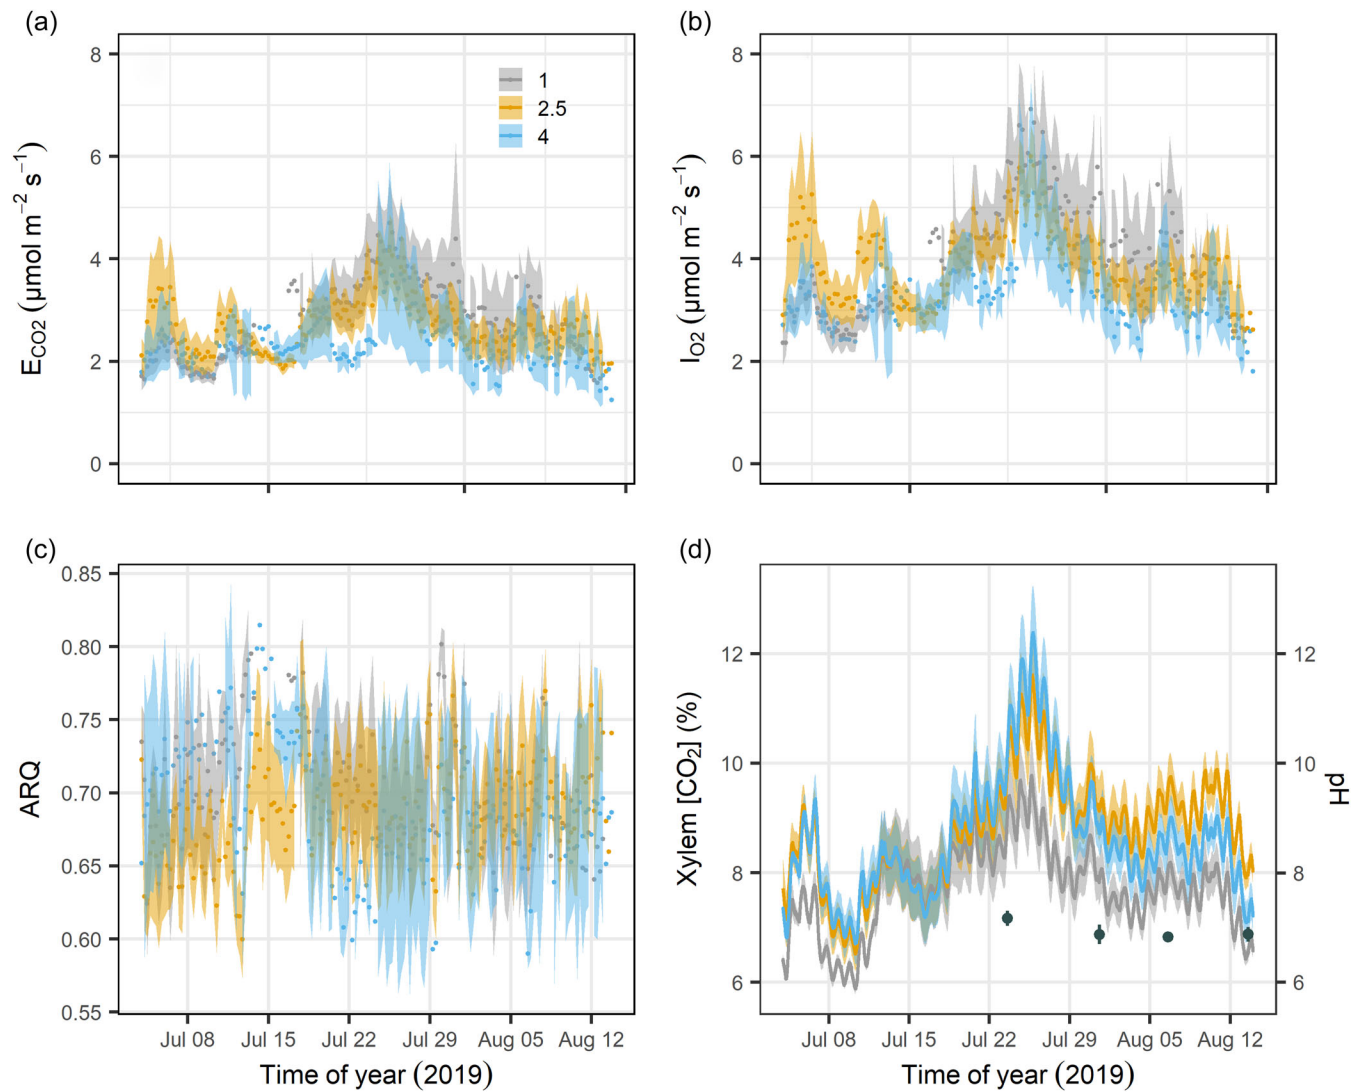 (a)
(b)
8
6
4
2
0
E_CO2 (μmol m⁻² s⁻¹)
1
2.5
4
8
6
4
2
0
I_O2 (μmol m⁻² s⁻¹)
(c)
(d)
0.85
0.80
0.75
0.70
0.65
0.60
0.55
ARQ
Jul 08 Jul 15 Jul 22 Jul 29 Aug 05 Aug 12
Time of year (2019)
12
10
8
6
Xylem [CO₂] (%)
12
10
8
6
pH
Jul 08 Jul 15 Jul 22 Jul 29 Aug 05 Aug 12
Time of year (2019)